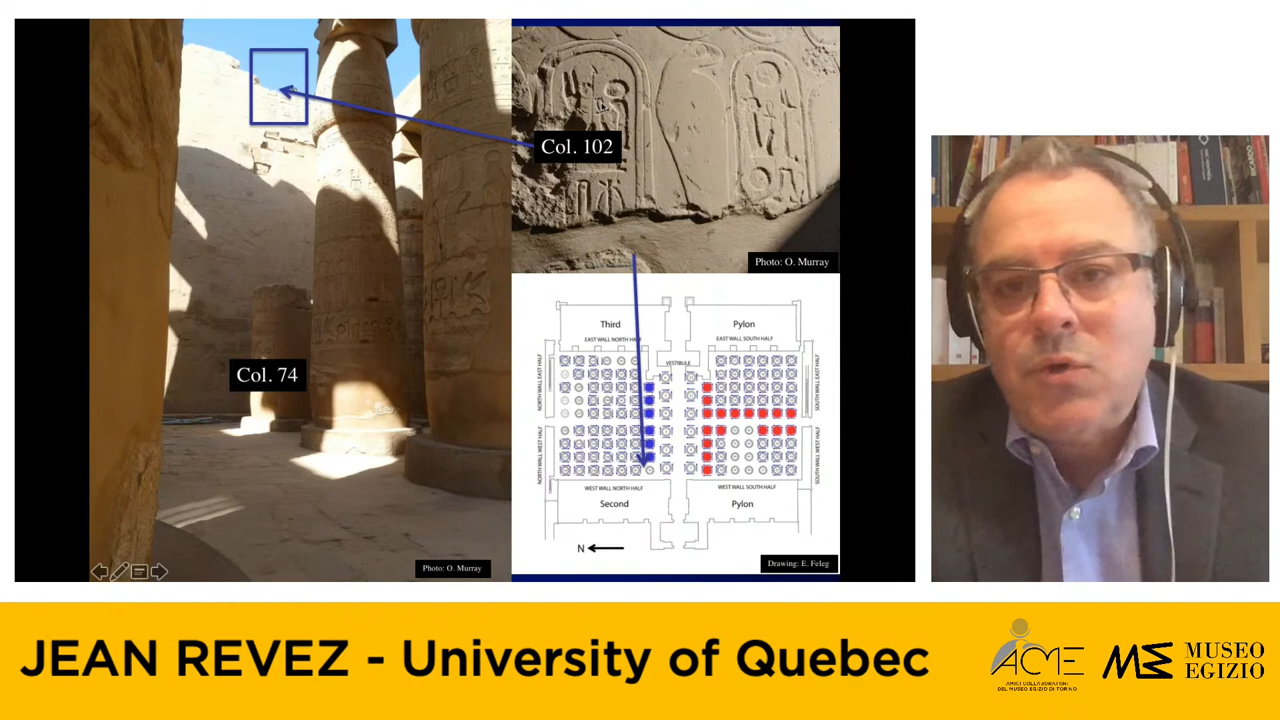 Col. 102
Col. 74
Photo: O. Murray
Photo: O. Murray
Third
Pylon
EAST WALL NORTH HALF
EAST WALL SOUTH HALF
VESTIBULE
NORTH WALL EAST HALF
SOUTH WALL EAST HALF
NORTH WALL WEST HALF
SOUTH WALL WEST HALF
WEST WALL NORTH HALF
WEST WALL SOUTH HALF
Second
Pylon
N
Drawing: E. Feleg
RICARDO
JEAN REVEZ - University of Quebec
ACME
AMICI COLLABORATORI
DEL MUSEO EGIZIO DI TORINO
ME
MUSEO
EGIZIO